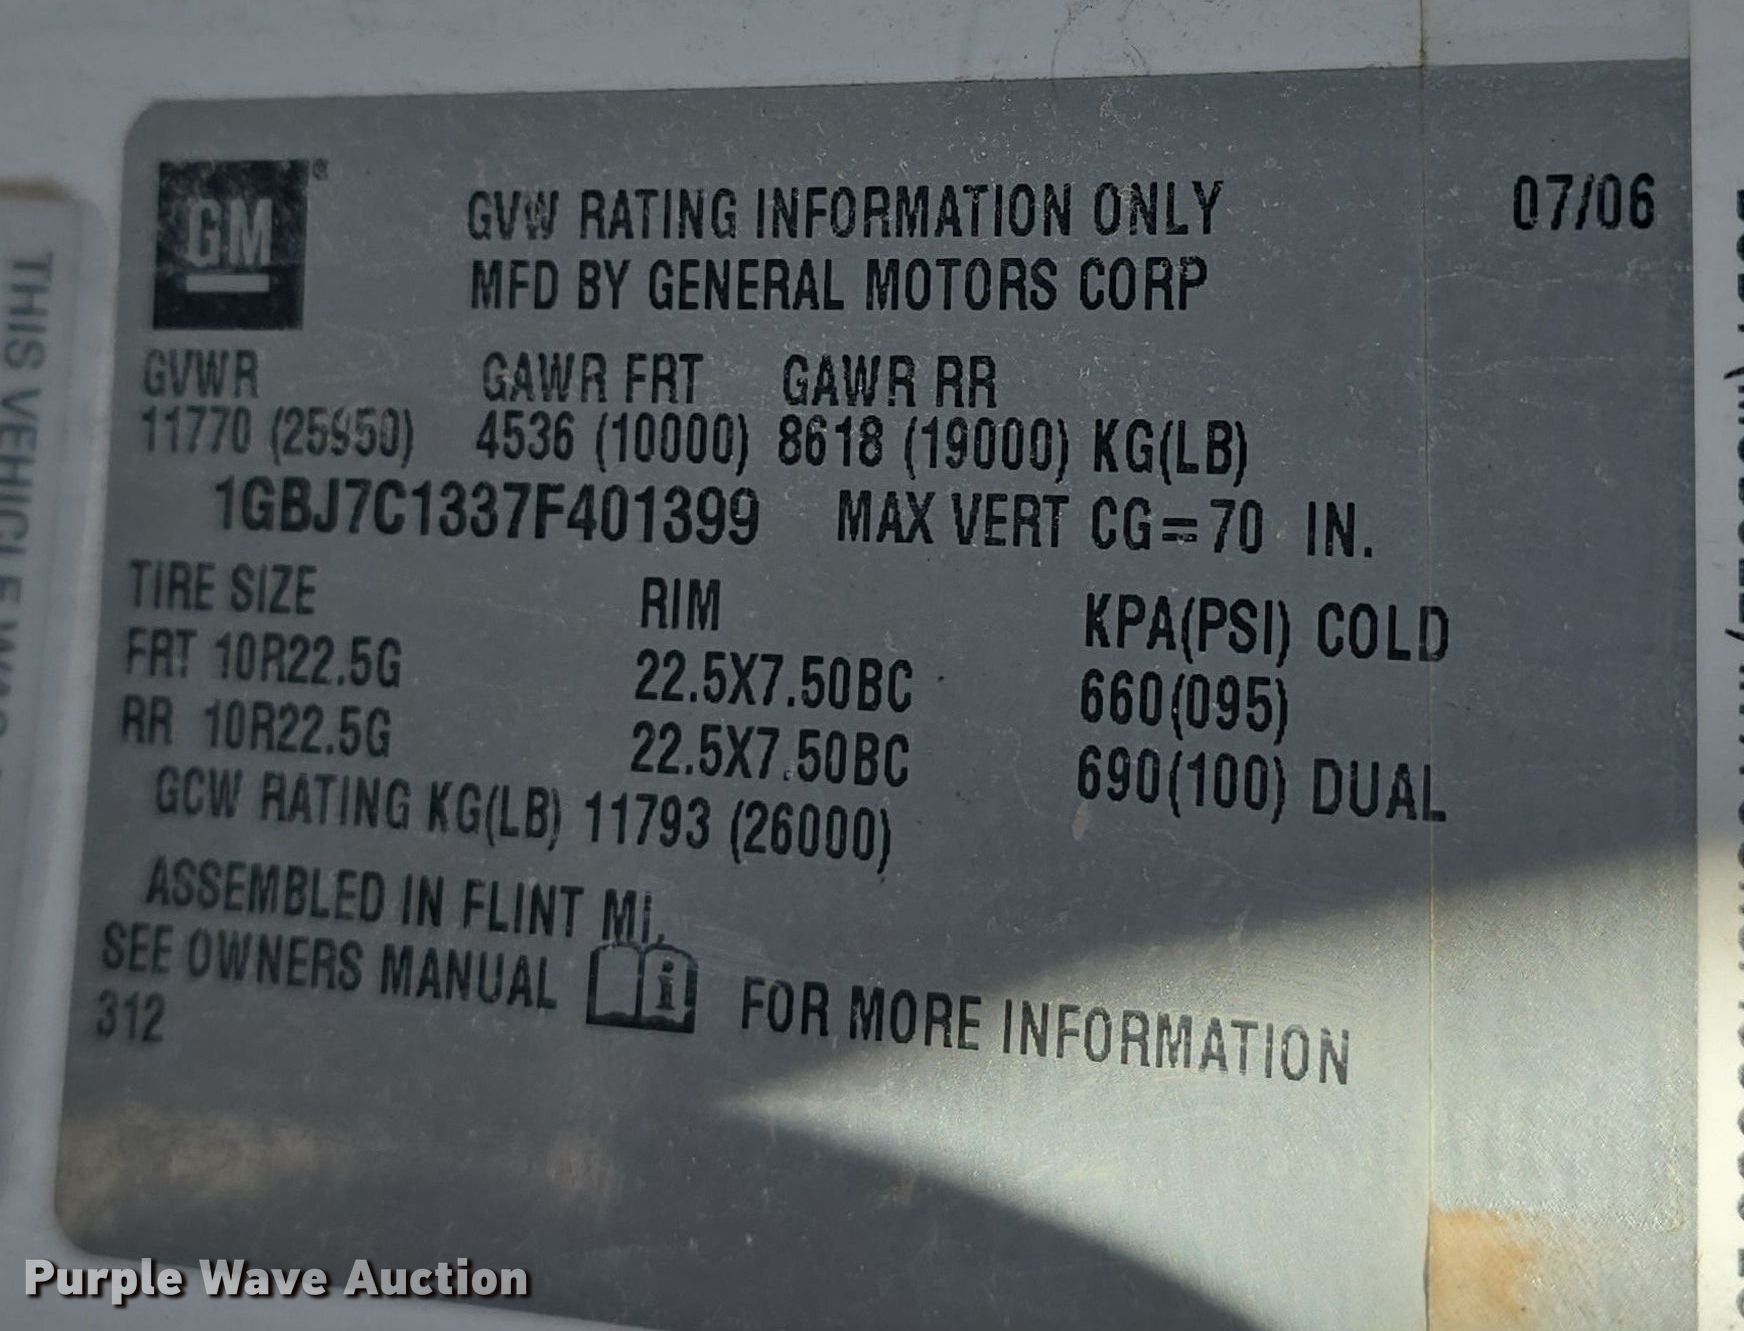 GM®
GVW RATING INFORMATION ONLY 07/06
MFD BY GENERAL MOTORS CORP
GVWR GAWR FRT GAWR RR
11770 (25950) 4536 (10000) 8618 (19000) KG(LB)
1GBJ7C1337F401399 MAX VERT CG=70 IN.
TIRE SIZE RIM KPA(PSI) COLD
FRT 10R22.5G 22.5X7.50BC 660(095)
RR 10R22.5G 22.5X7.50BC 690(100) DUAL
GCW RATING KG(LB) 11793 (26000)
ASSEMBLED IN FLINT MI.
SEE OWNERS MANUAL i FOR MORE INFORMATION
312
THIS VEHICLE
Purple Wave Auction